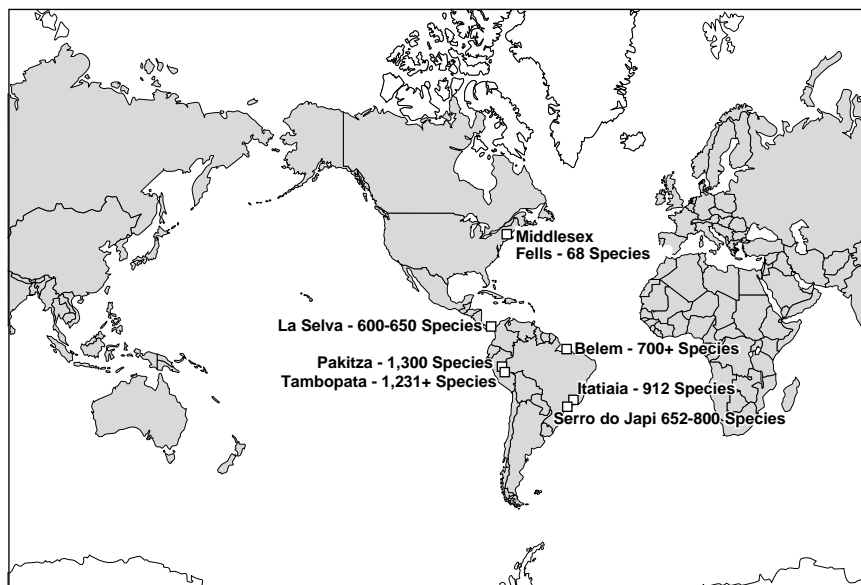 Middlesex
Fells - 68 Species
La Selva - 600-650 Species
Belem - 700+ Species
Pakitza - 1,300 Species
Tambopata - 1,231+ Species
Itatiaia - 912 Species
Serro do Japi 652-800 Species